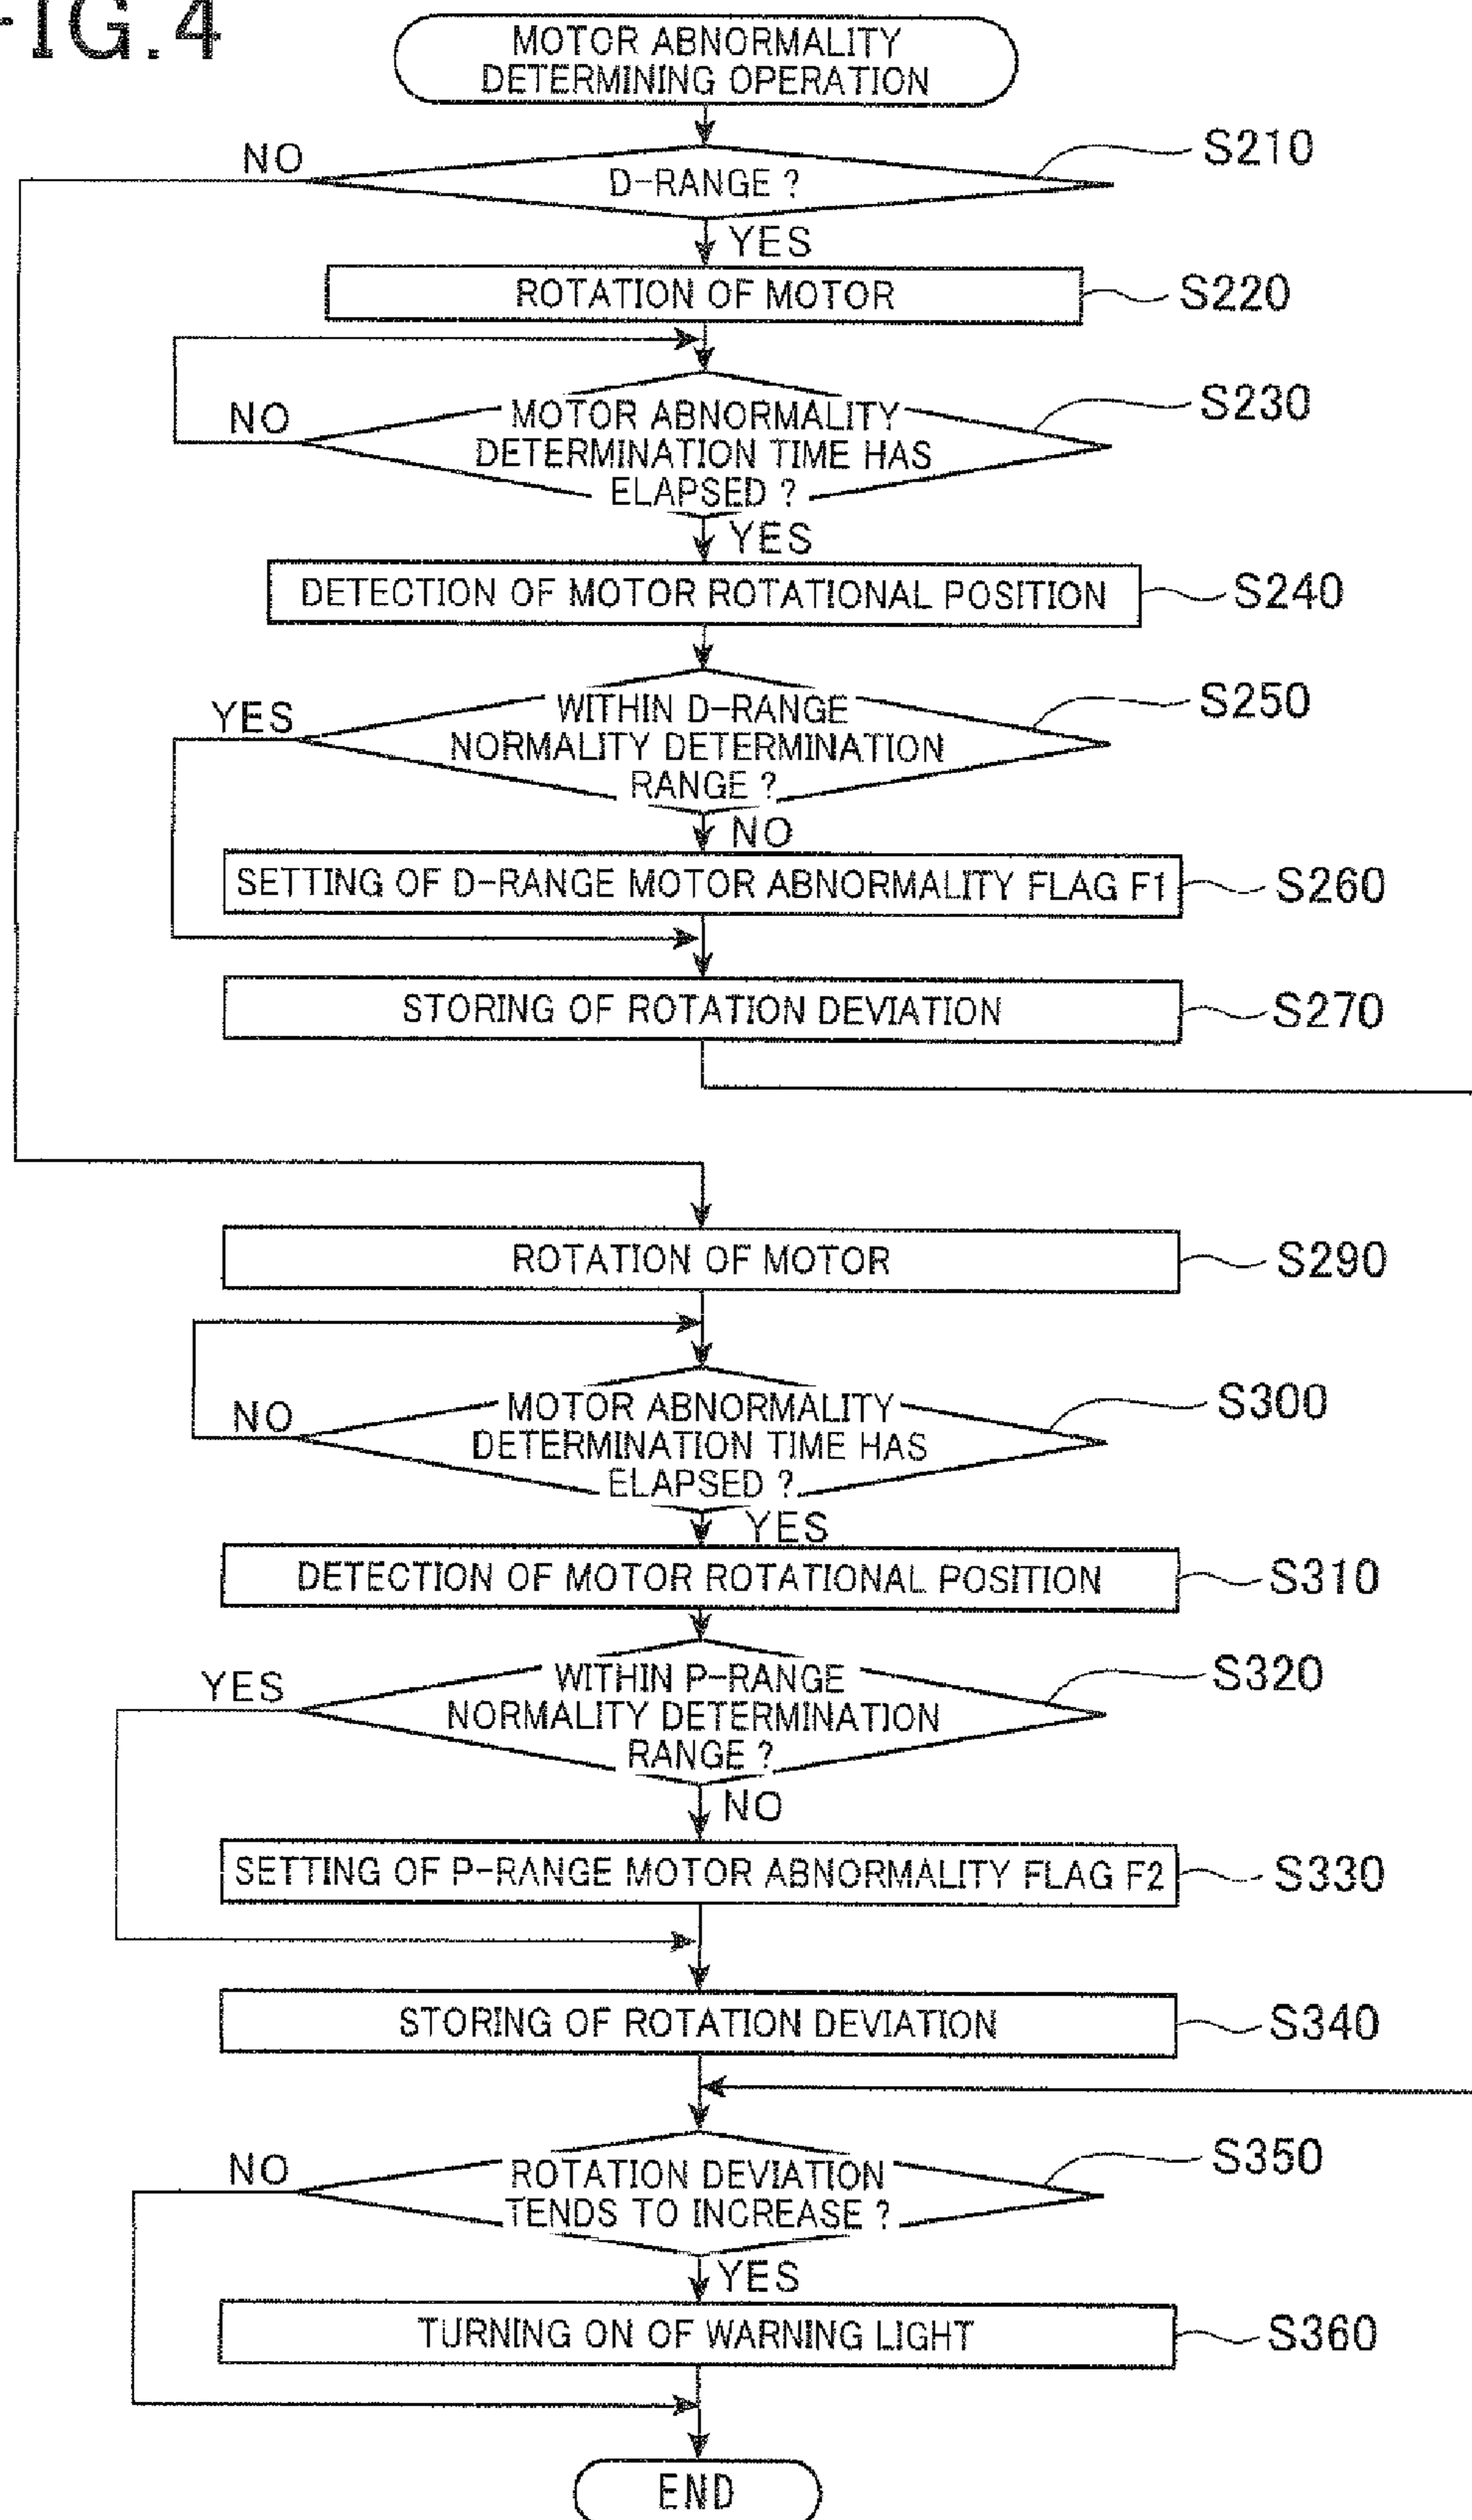 FIG. 4
MOTOR ABNORMALITY
DETERMINING OPERATION
S210
NO
D-RANGE ?
YES
ROTATION OF MOTOR
S220
S230
NO
MOTOR ABNORMALITY
DETERMINATION TIME HAS
ELAPSED ?
YES
DETECTION OF MOTOR ROTATIONAL POSITION
S240
S250
YES
WITHIN D-RANGE
NORMALITY DETERMINATION
RANGE ?
NO
SETTING OF D-RANGE MOTOR ABNORMALITY FLAG F1
S260
STORING OF ROTATION DEVIATION
S270
ROTATION OF MOTOR
S290
S300
NO
MOTOR ABNORMALITY
DETERMINATION TIME HAS
ELAPSED ?
YES
DETECTION OF MOTOR ROTATIONAL POSITION
S310
S320
YES
WITHIN P-RANGE
NORMALITY DETERMINATION
RANGE ?
NO
SETTING OF P-RANGE MOTOR ABNORMALITY FLAG F2
S330
STORING OF ROTATION DEVIATION
S340
S350
NO
ROTATION DEVIATION
TENDS TO INCREASE ?
YES
TURNING ON OF WARNING LIGHT
S360
END